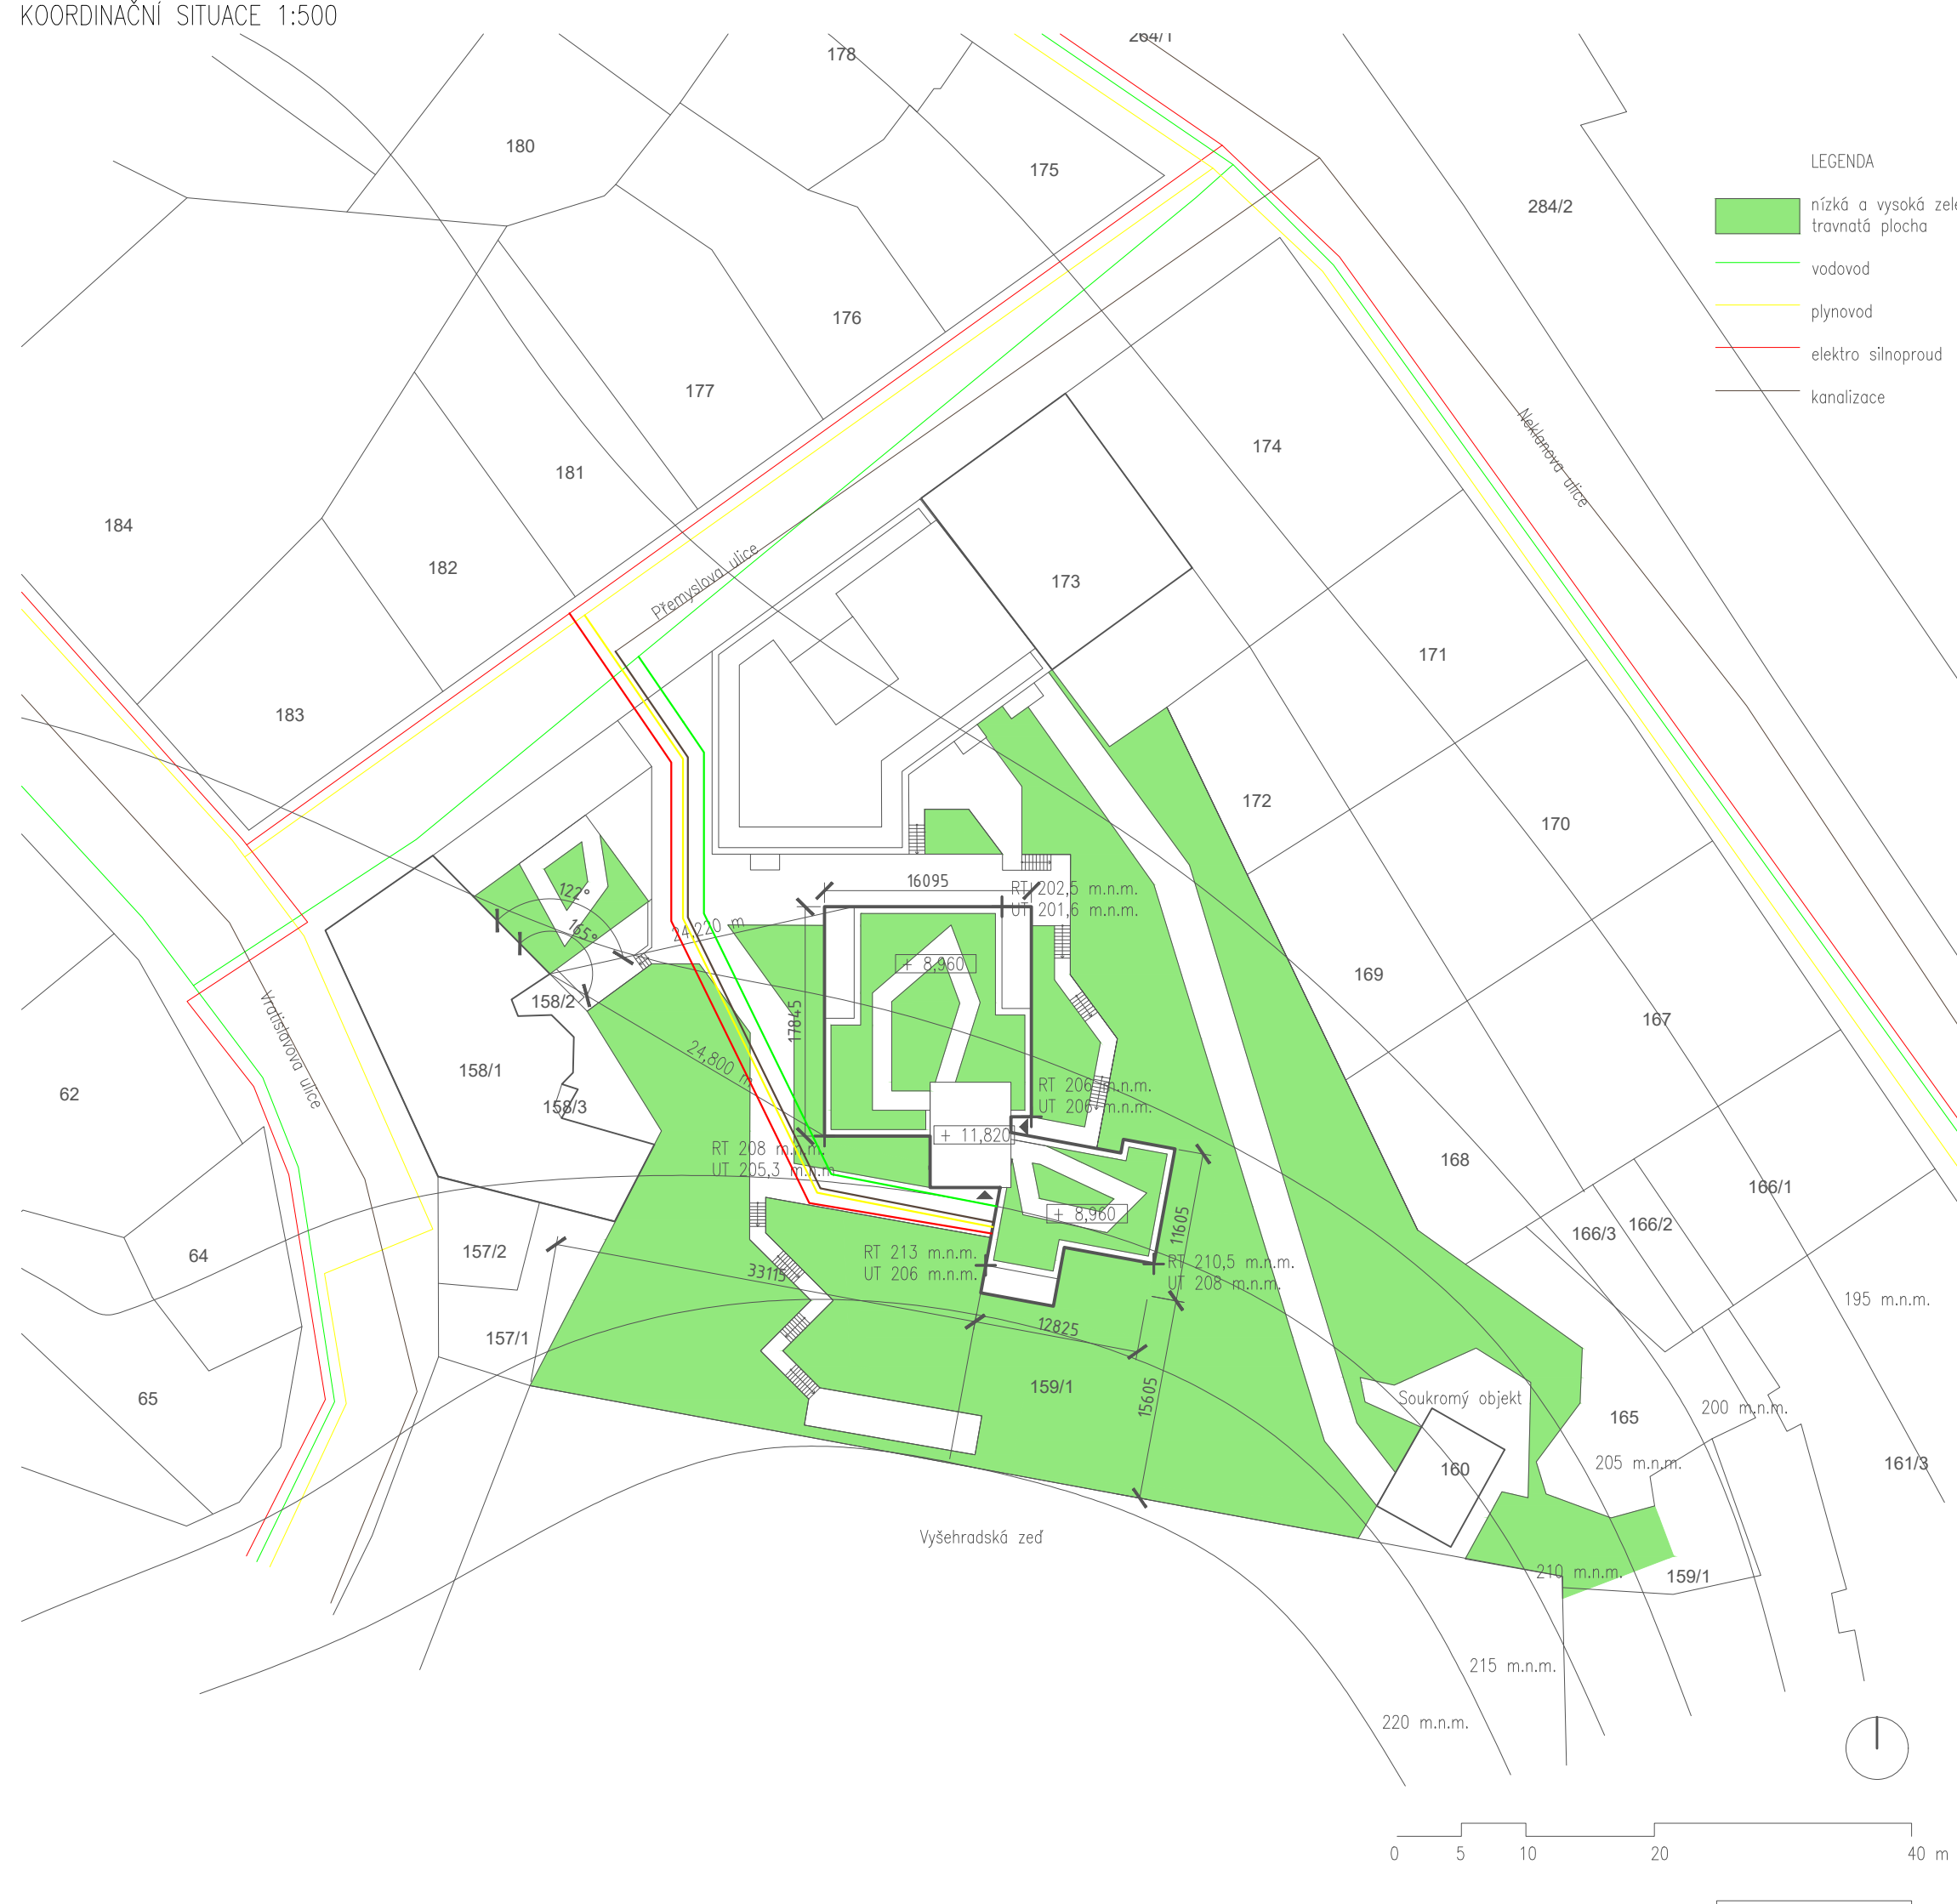 KOORDINAČNÍ SITUACE 1:500
178
180
175
284/2
LEGENDA
nízká a vysoká
travnatá plocha
vodovod
plynovod
elektro silnoproud
kanalizace
176
177
174
181
184
182
183
Přemyslova ulice
Neklanova ulice
173
171
172
170
169
167
168
166/1
166/2
166/3
165
161/3
122°
165°
24,220 m
16095
RT 202,5 m.n.m.
UT 201,6 m.n.m.
+ 8,960
17845
24,800 m
158/2
158/1
158/3
Vratislavova ulice
62
RT 206 m.n.m.
UT 206 m.n.m.
+ 11,820
RT 208 m.n.m.
UT 205,3 m.n.m
+ 8,960
11605
157/2
64
RT 213 m.n.m.
UT 206 m.n.m.
RT 210,5 m.n.m.
UT 208 m.n.m.
33115
12825
157/1
65
159/1
15605
195 m.n.m.
Soukromý objekt
200 m.n.m.
160
205 m.n.m.
Vyšehradská zeď
210 m.n.m.
159/1
215 m.n.m.
220 m.n.m.
0 5 10 20 40 m